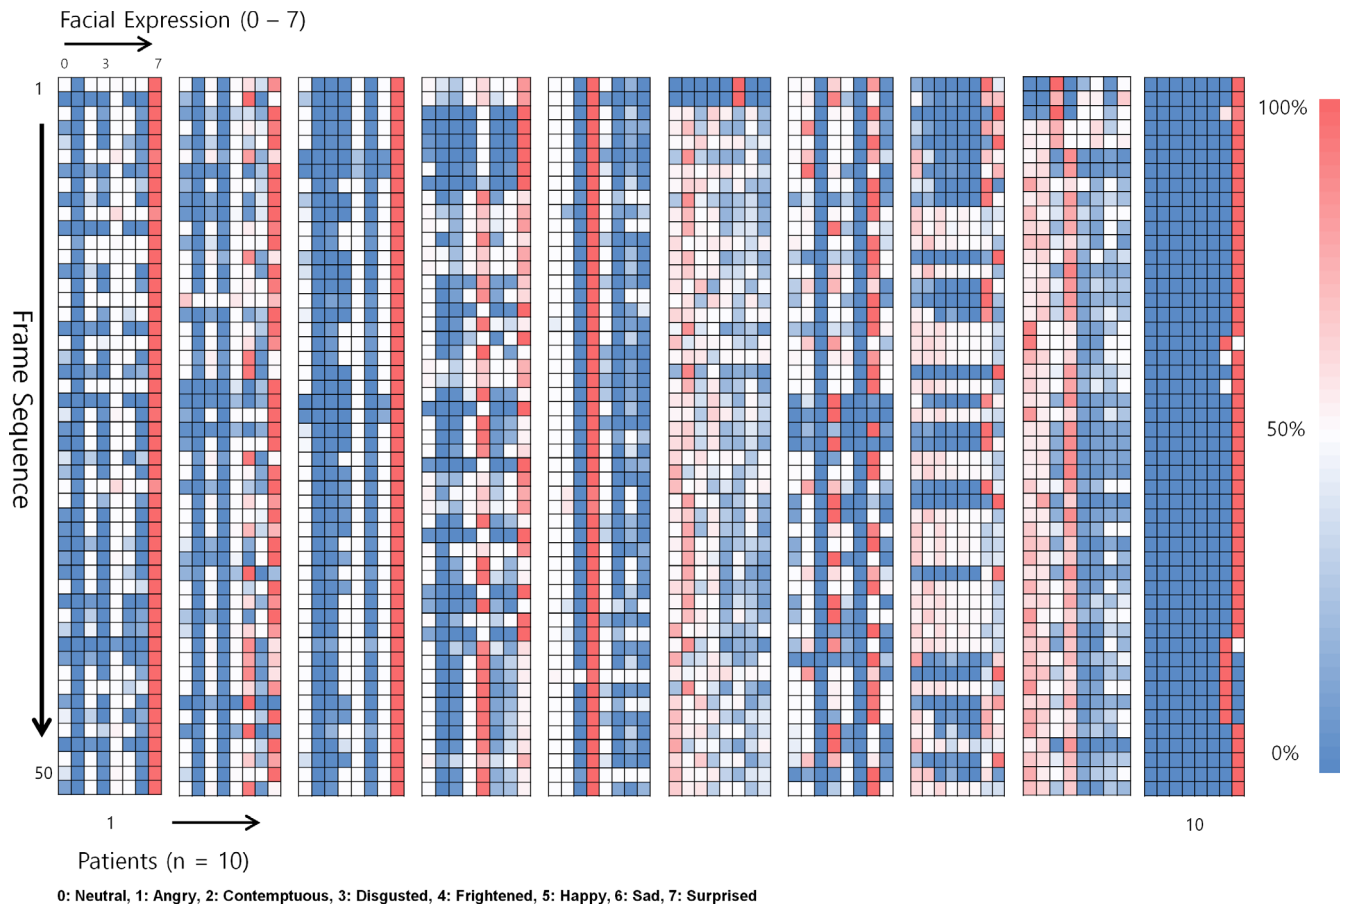 Facial Expression (0 – 7)
0 3 7
1
100%
Frame Sequence
50%
0%
50
1
10
Patients (n = 10)
0: Neutral, 1: Angry, 2: Contemptuous, 3: Disgusted, 4: Frightened, 5: Happy, 6: Sad, 7: Surprised